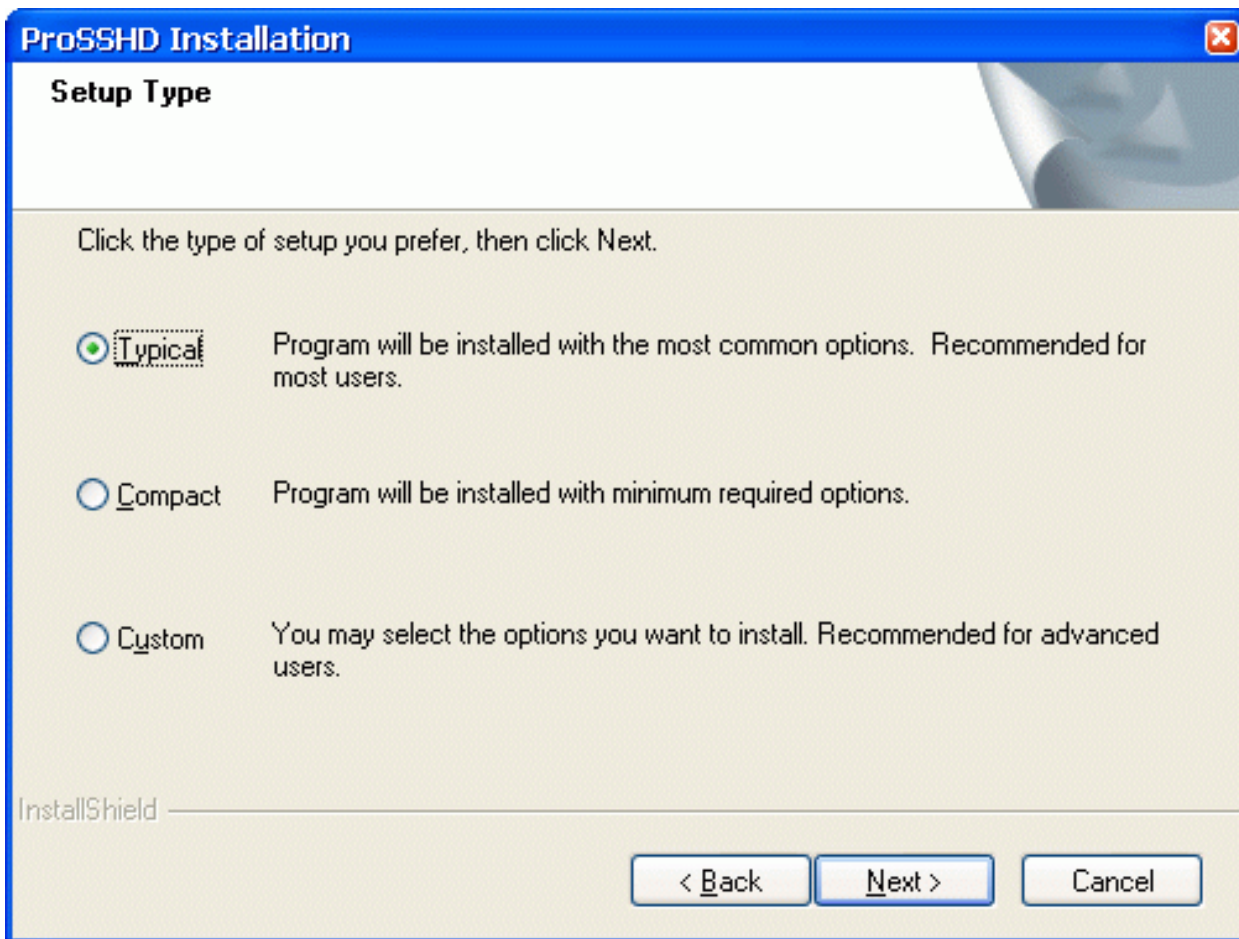 ProSSHD Installation
Setup Type
Click the type of setup you prefer, then click Next.
Typical
Program will be installed with the most common options.  Recommended for
most users.
Compact
Program will be installed with minimum required options.
Custom
You may select the options you want to install. Recommended for advanced
users.
InstallShield
< Back
Next >
Cancel